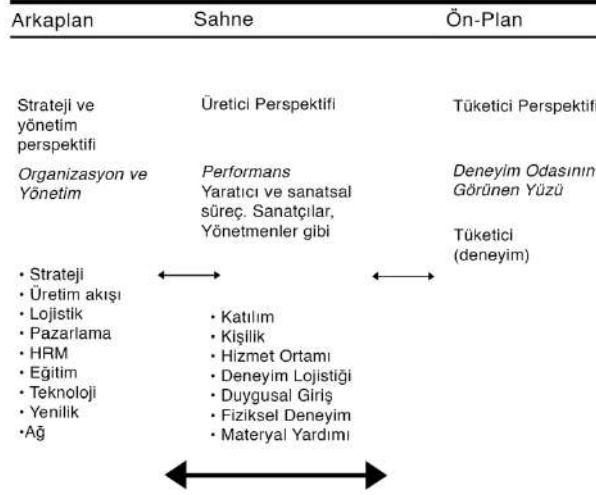 Arkaplan
Sahne
Ön-Plan
Strateji ve
yönetim
perspektifi
Organizasyon ve
Yönetim
• Strateji
• Üretim akışı
• Lojistik
• Pazarlama
• HRM
• Eğitim
• Teknoloji
• Yenilik
•Ağ
Üretici Perspektifi
Performans
Yaratıcı ve sanatsal
süreç. Sanatçılar,
Yönetmenler gibi
• Katılım
• Kişilik
• Hizmet Ortamı
• Deneyim Lojistiği
• Duygusal Giriş
• Fiziksel Deneyim
• Materyal Yardımı
Tüketici Perspektifi
Deneyim Odasının
Görünen Yüzü
Tüketici
(deneyim)